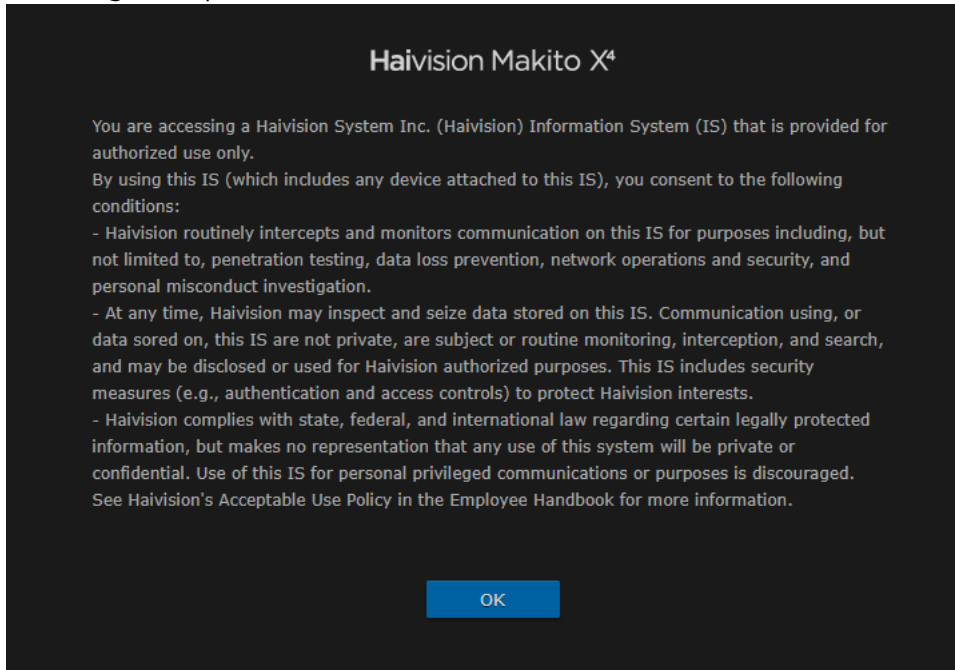 Haivision Makito X⁴
You are accessing a Haivision System Inc. (Haivision) Information System (IS) that is provided for
authorized use only.
By using this IS (which includes any device attached to this IS), you consent to the following
conditions:
- Haivision routinely intercepts and monitors communication on this IS for purposes including, but
not limited to, penetration testing, data loss prevention, network operations and security, and
personal misconduct investigation.
- At any time, Haivision may inspect and seize data stored on this IS. Communication using, or
data sored on, this IS are not private, are subject or routine monitoring, interception, and search,
and may be disclosed or used for Haivision authorized purposes. This IS includes security
measures (e.g., authentication and access controls) to protect Haivision interests.
- Haivision complies with state, federal, and international law regarding certain legally protected
information, but makes no representation that any use of this system will be private or
confidential. Use of this IS for personal privileged communications or purposes is discouraged.
See Haivision's Acceptable Use Policy in the Employee Handbook for more information.
OK